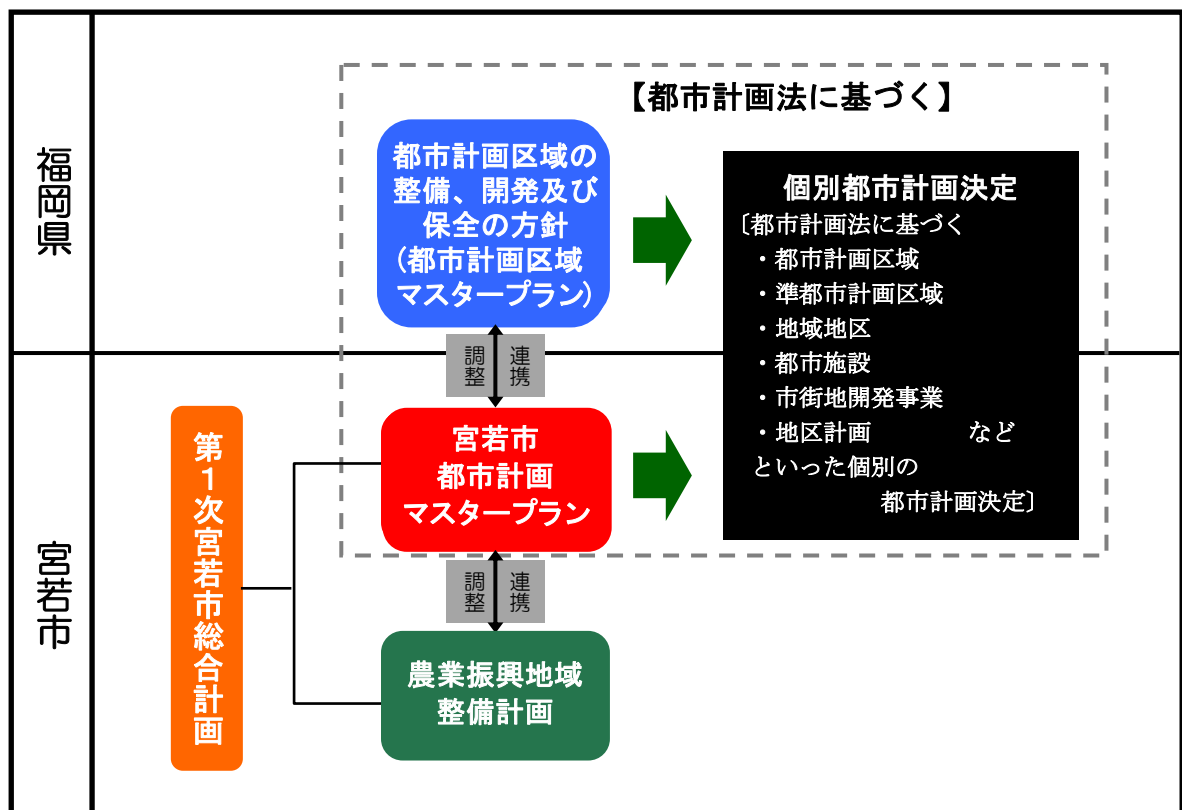 福岡県
【都市計画法に基づく】
都市計画区域の
整備、開発及び
保全の方針
(都市計画区域
マスタープラン)
個別都市計画決定
〔都市計画法に基づく
・都市計画区域
・準都市計画区域
・地域地区
・都市施設
・市街地開発事業
・地区計画 など
といった個別の
都市計画決定〕
調整
連携
宮若市
第1次宮若市総合計画
宮若市
都市計画
マスタープラン
調整
連携
農業振興地域
整備計画